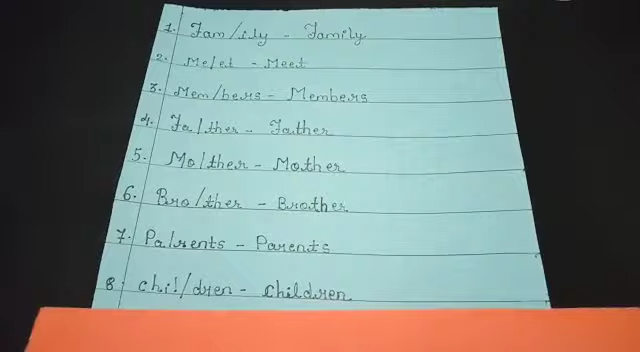 1. Fam/ily - Family
2. Me/et - Meet
3. Mem/bers - Members
4. Fa/ther - Father
5. Mo/ther - Mother
6. Bro/ther - Brother
7. Pa/rents - Parents
8. chil/dren - children